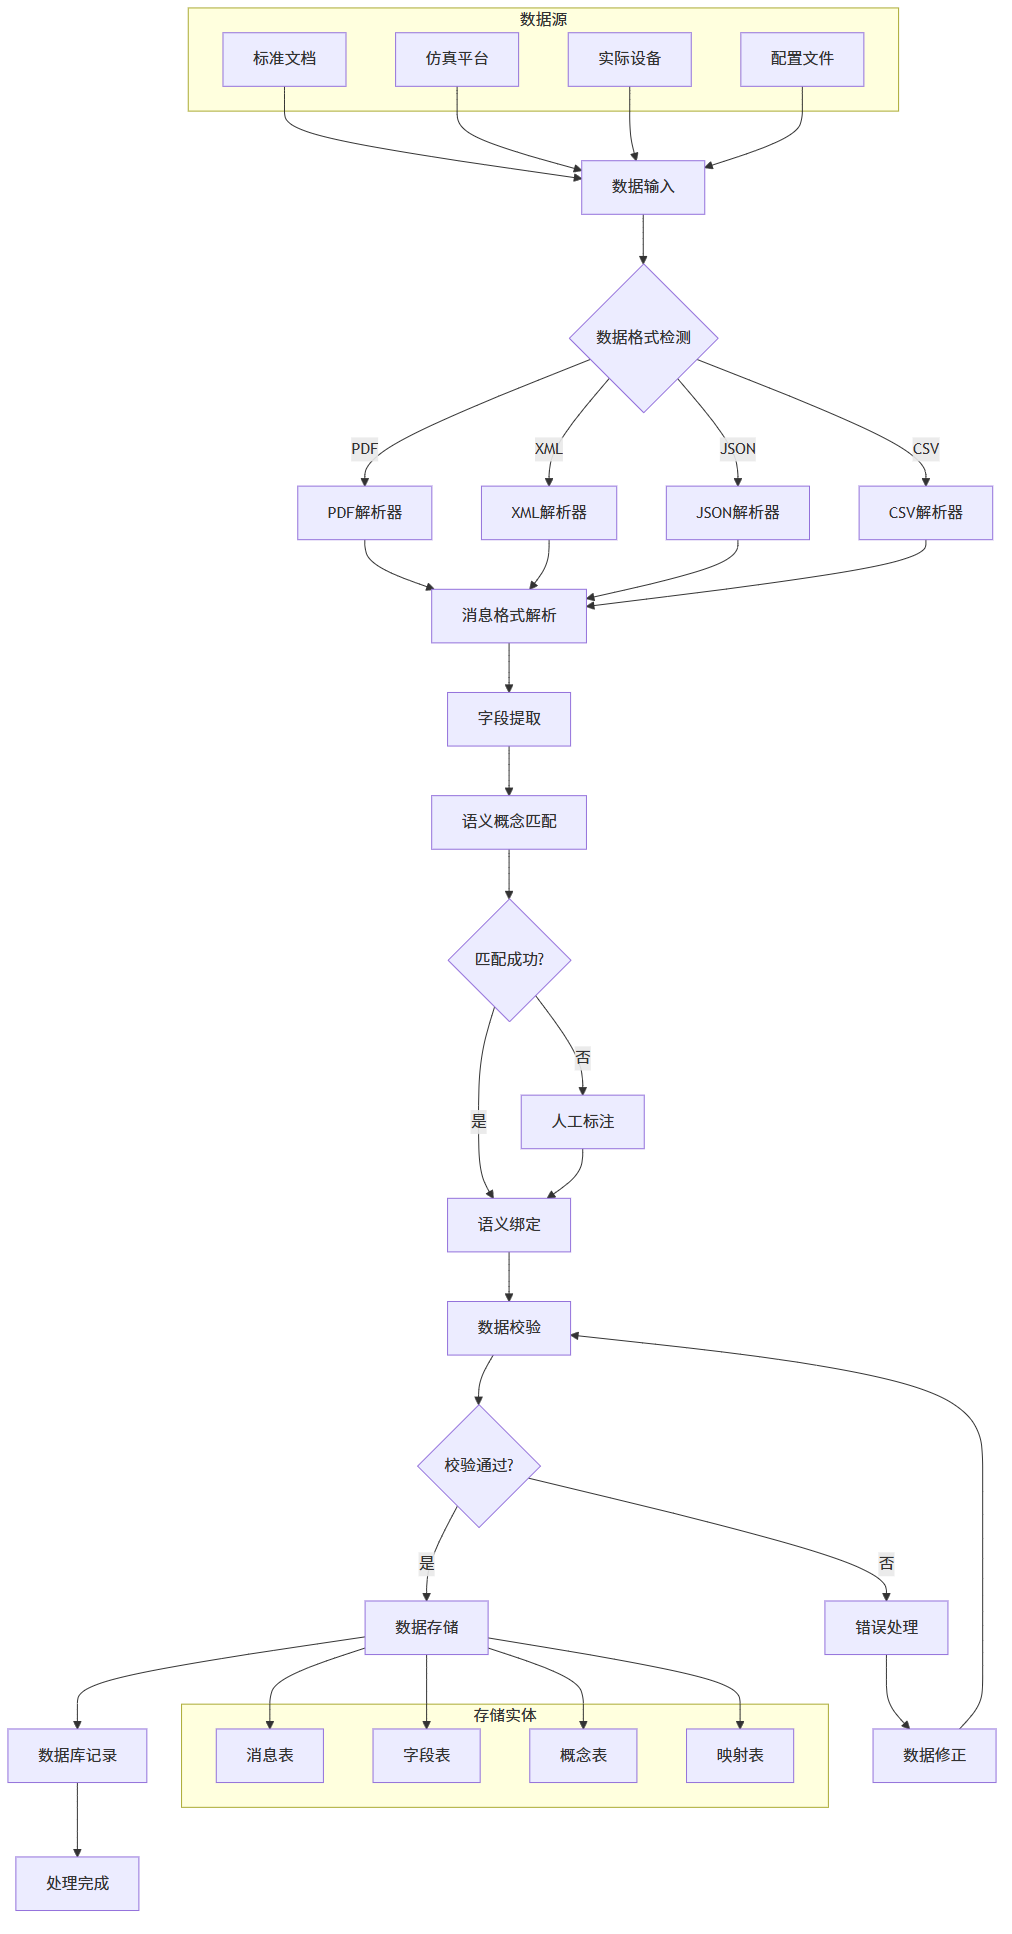 数据源
标准文档
仿真平台
实际设备
配置文件
数据输入
数据格式检测
PDF
XML
JSON
CSV
PDF解析器
XML解析器
JSON解析器
CSV解析器
消息格式解析
字段提取
语义概念匹配
匹配成功?
否
是
人工标注
语义绑定
数据校验
校验通过?
是
否
数据存储
错误处理
存储实体
数据库记录
消息表
字段表
概念表
映射表
数据修正
处理完成